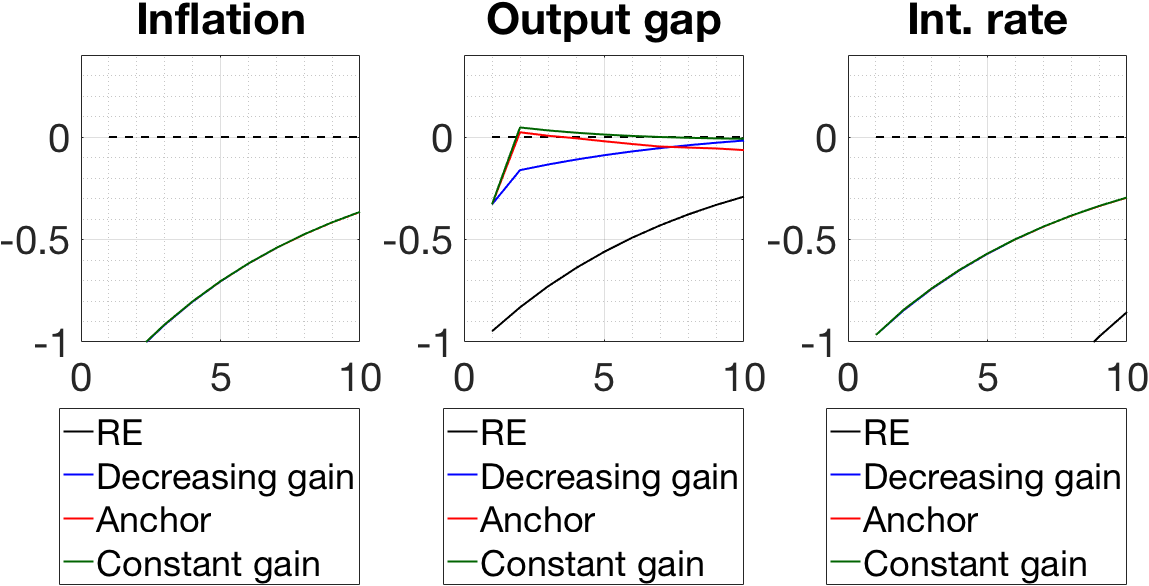 Inflation
0
-0.5
-1
0 5 10
RE
Decreasing gain
Anchor
Constant gain
Output gap
0
-0.5
-1
0 5 10
RE
Decreasing gain
Anchor
Constant gain
Int. rate
0
-0.5
-1
0 5 10
RE
Decreasing gain
Anchor
Constant gain